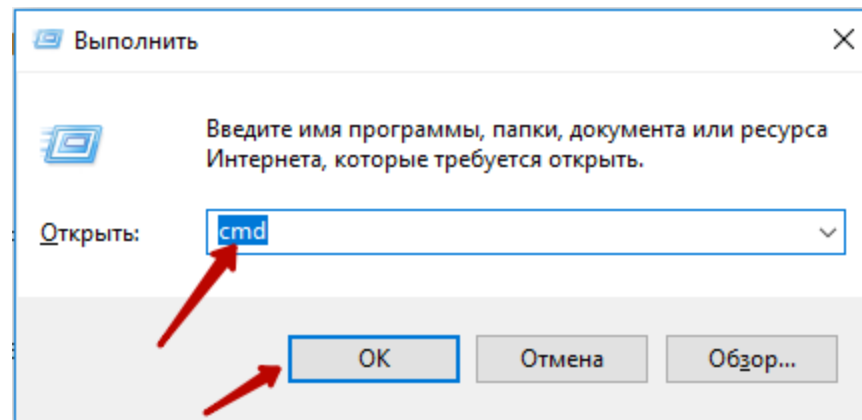 Выполнить
Введите имя программы, папки, документа или ресурса
Интернета, которые требуется открыть.
Открыть:
cmd
OK
Отмена
Обзор...